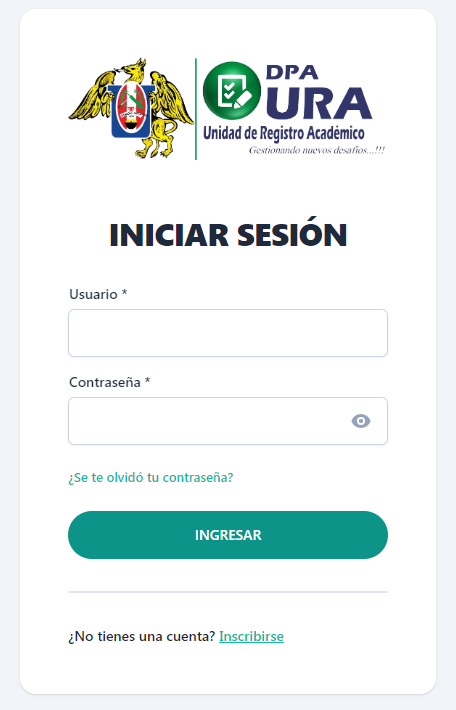 DPA
URA
Unidad de Registro Académico
Gestionando nuevos desafíos...!!!
INICIAR SESIÓN
Usuario *
Contraseña *
¿Se te olvidó tu contraseña?
INGRESAR
¿No tienes una cuenta? Inscribirse